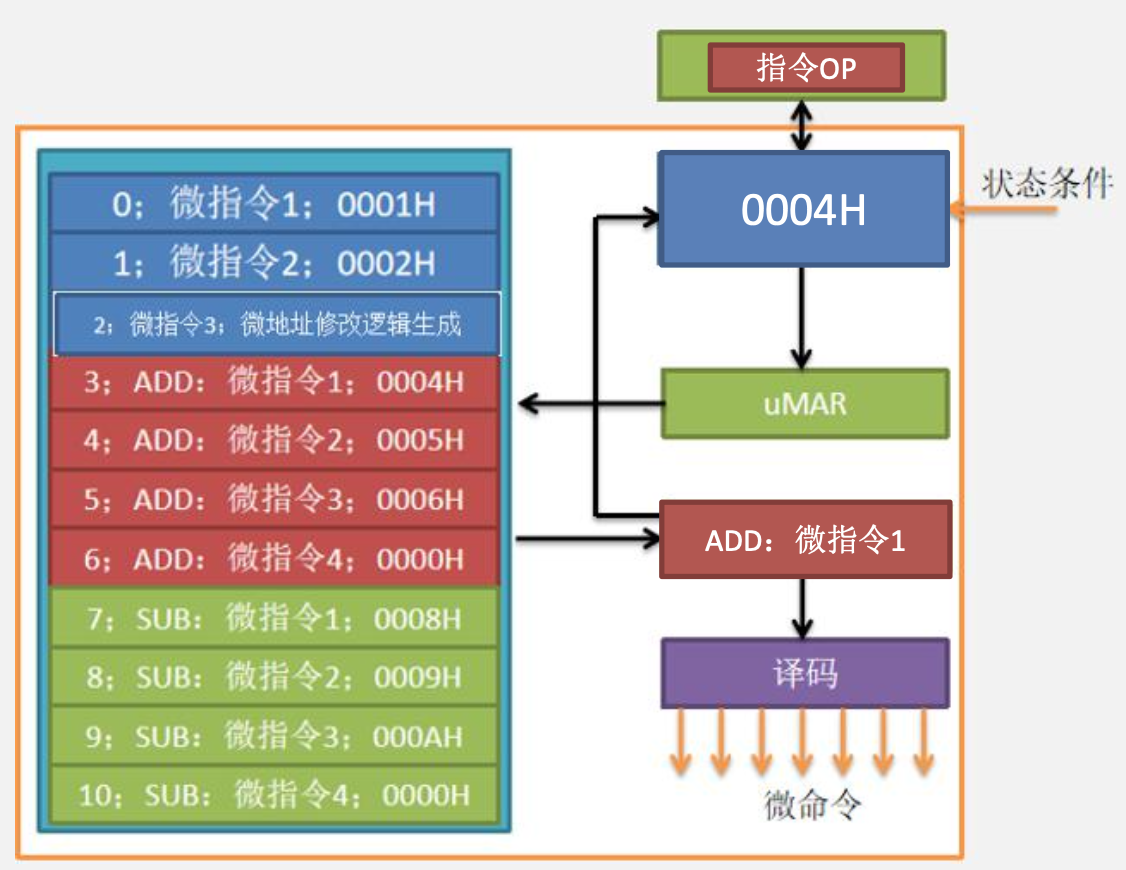 指令OP
0004H
状态条件
0；微指令1；0001H
1；微指令2；0002H
2；微指令3；微地址修改逻辑生成
3；ADD：微指令1；0004H
4；ADD：微指令2；0005H
5；ADD：微指令3；0006H
6；ADD：微指令4；0000H
7；SUB：微指令1；0008H
8；SUB：微指令2；0009H
9；SUB：微指令3；000AH
10；SUB：微指令4；0000H
uMAR
ADD：微指令1
译码
微命令